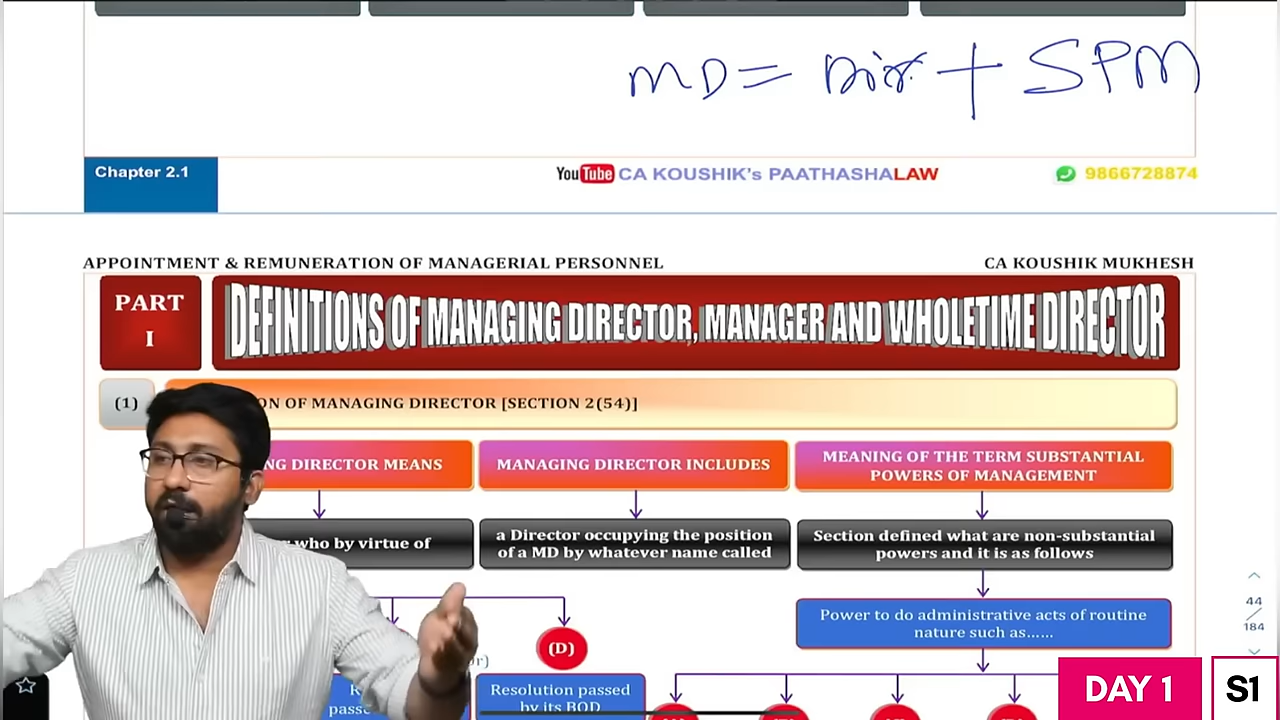 MD = Dir + SPM
Chapter 2.1
YouTube CA KOUSHIK's PAATHASHALAW
9866728874
APPOINTMENT & REMUNERATION OF MANAGERIAL PERSONNEL
CA KOUSHIK MUKHESH
PART
I
DEFINITIONS OF MANAGING DIRECTOR, MANAGER AND WHOLETIME DIRECTOR
(1)
ON OF MANAGING DIRECTOR [SECTION 2(54)]
NG DIRECTOR MEANS
MANAGING DIRECTOR INCLUDES
MEANING OF THE TERM SUBSTANTIAL
POWERS OF MANAGEMENT
who by virtue of
a Director occupying the position
of a MD by whatever name called
Section defined what are non-substantial
powers and it is as follows
Power to do administrative acts of routine
nature such as......
(D)
Resolution passed
by its BOD
44
184
DAY 1
S1